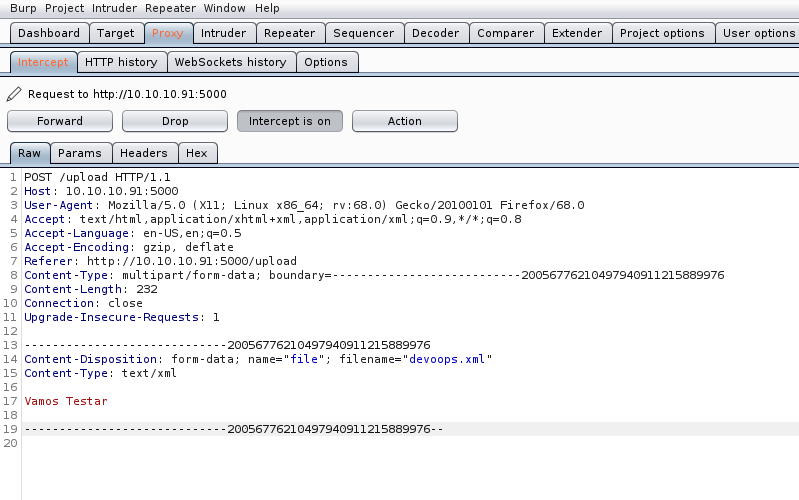 Burp Project Intruder Repeater Window Help
Dashboard Target Proxy Intruder Repeater Sequencer Decoder Comparer Extender Project options User options
Intercept HTTP history WebSockets history Options
Request to http://10.10.10.91:5000
Forward Drop Intercept is on Action
Raw Params Headers Hex
1 POST /upload HTTP/1.1
2 Host: 10.10.10.91:5000
3 User-Agent: Mozilla/5.0 (X11; Linux x86_64; rv:68.0) Gecko/20100101 Firefox/68.0
4 Accept: text/html,application/xhtml+xml,application/xml;q=0.9,*/*;q=0.8
5 Accept-Language: en-US,en;q=0.5
6 Accept-Encoding: gzip, deflate
7 Referer: http://10.10.10.91:5000/upload
8 Content-Type: multipart/form-data; boundary=---------------------------20056776210497940911215889976
9 Content-Length: 232
10 Connection: close
11 Upgrade-Insecure-Requests: 1
12
13 -----------------------------20056776210497940911215889976
14 Content-Disposition: form-data; name="file"; filename="devoops.xml"
15 Content-Type: text/xml
16
17 Vamos Testar
18
19 -----------------------------20056776210497940911215889976--
20